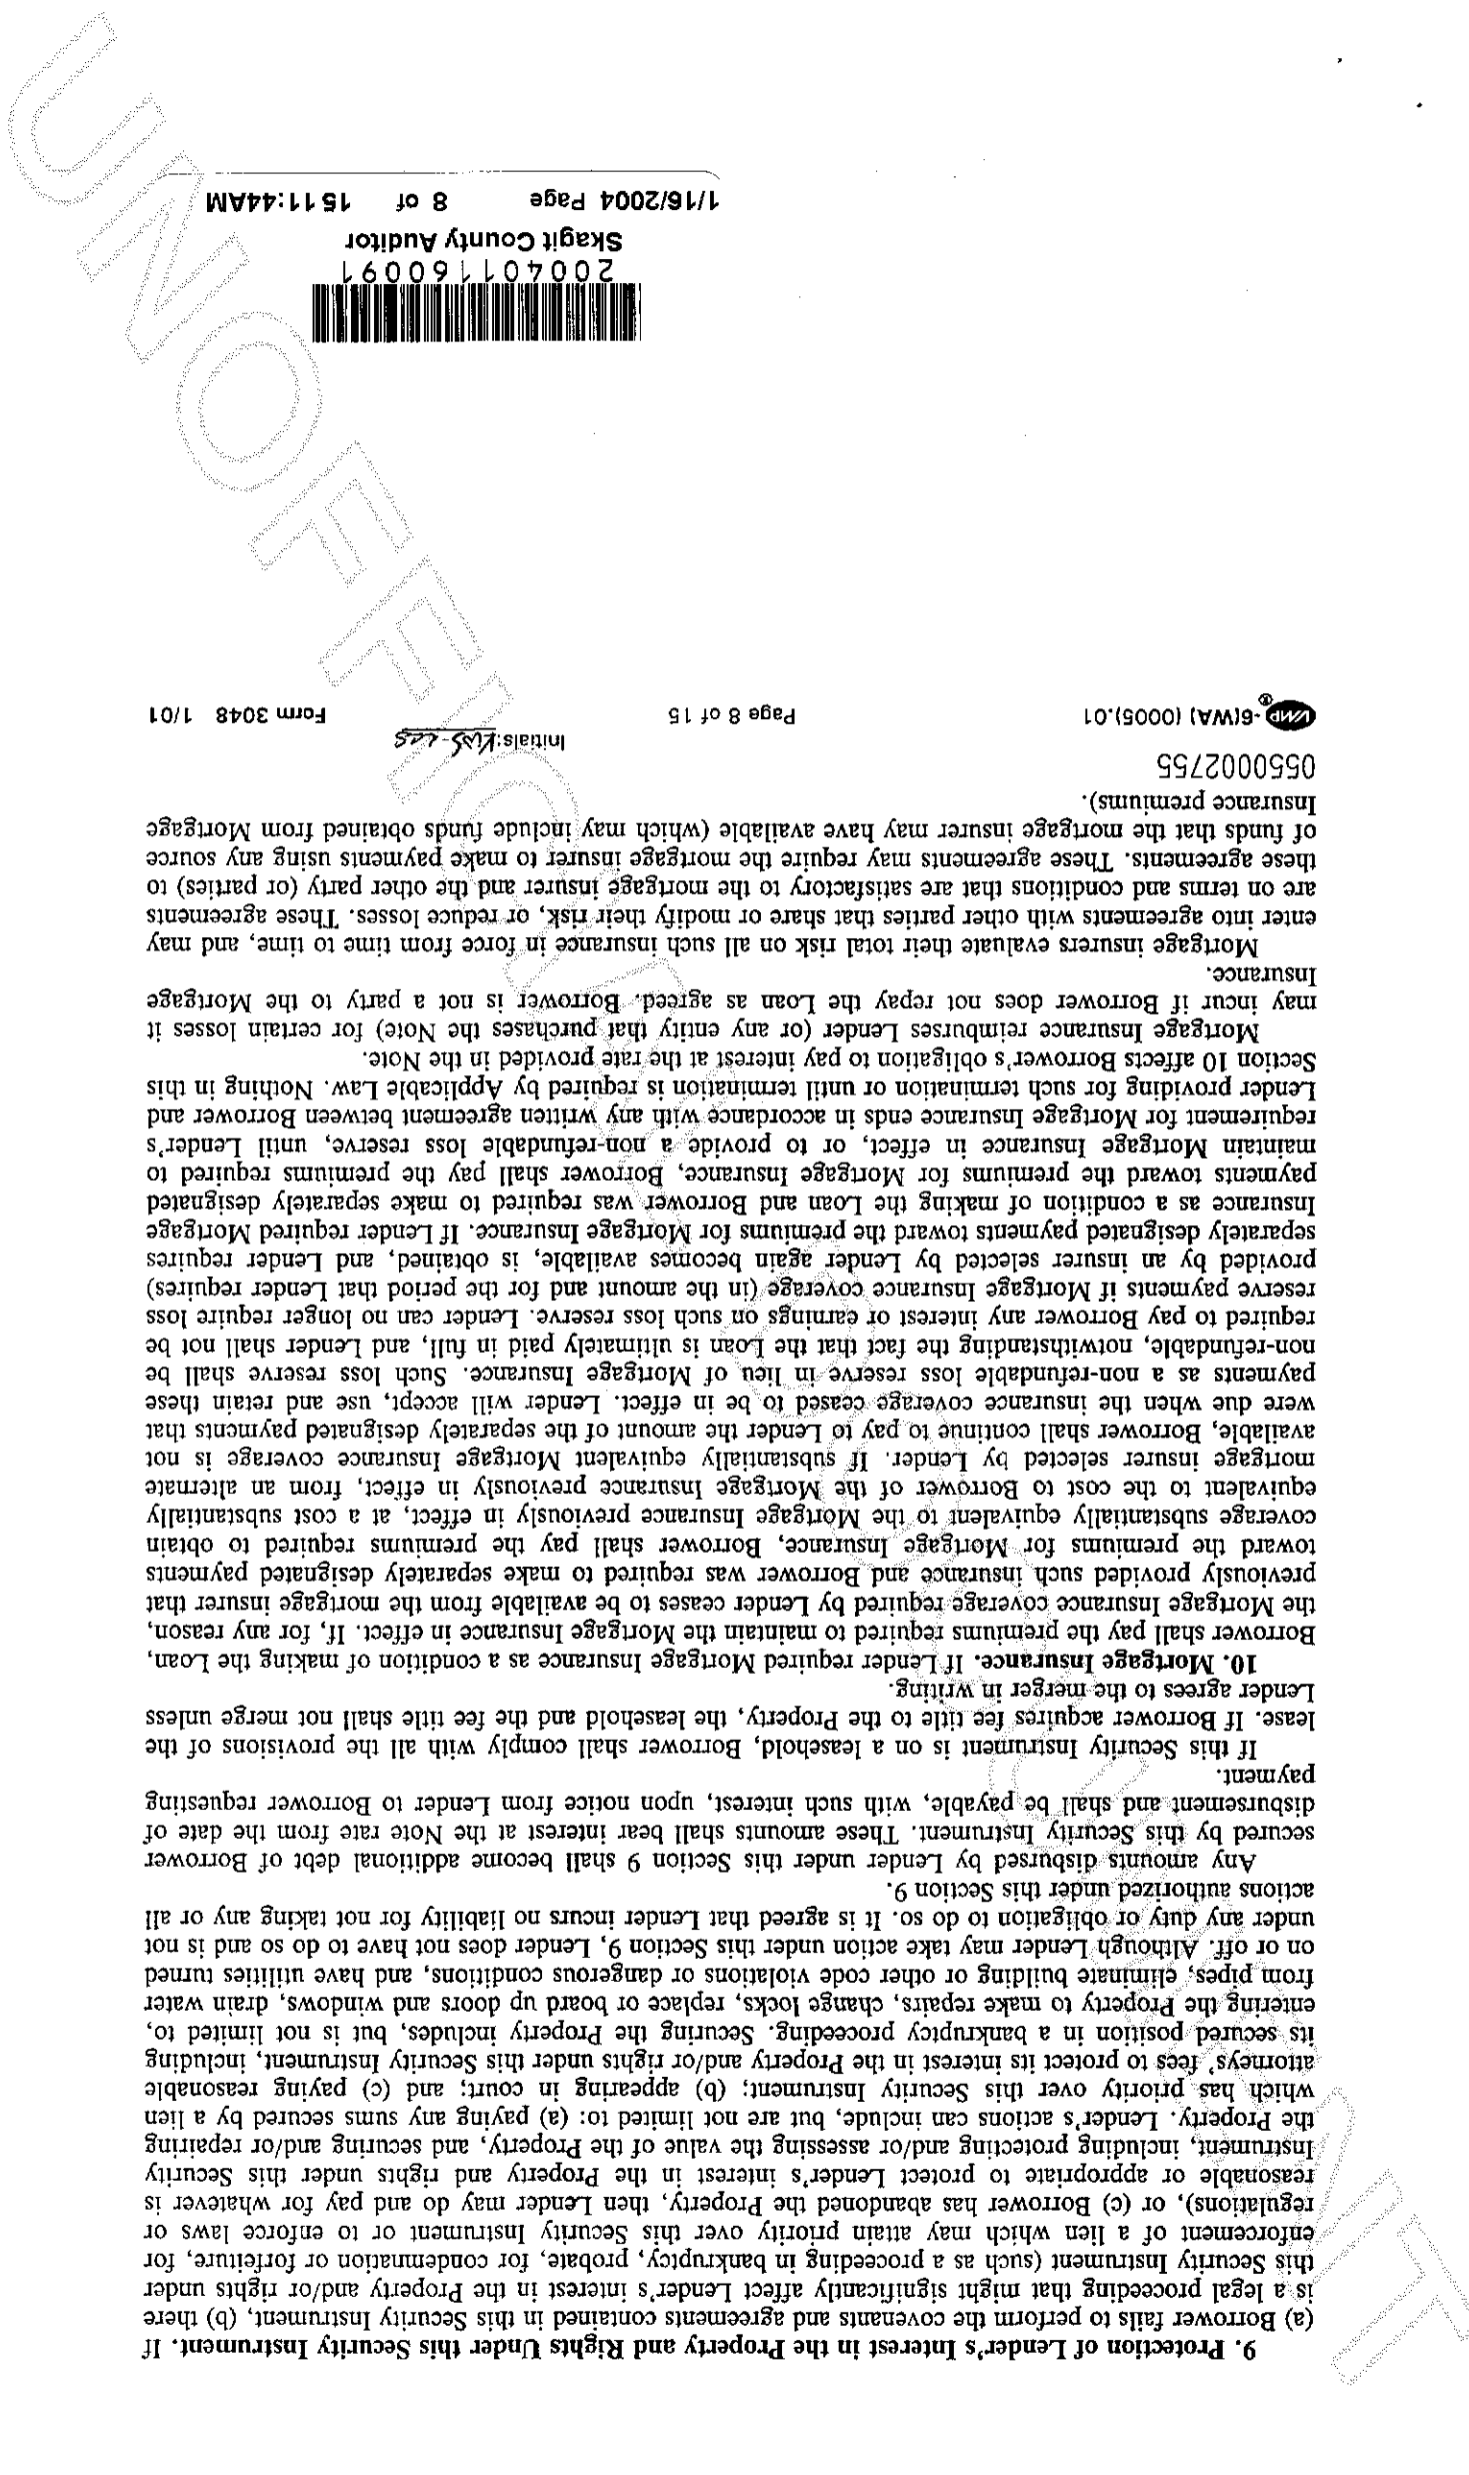 9. Protection of Lender's Interest in the Property and Rights Under this Security Instrument. If
(a) Borrower fails to perform the covenants and agreements contained in this Security Instrument, (b) there
is a legal proceeding that might significantly affect Lender's interest in the Property and/or rights under
this Security Instrument (such as a proceeding in bankruptcy, probate, for condemnation or forfeiture, for
enforcement of a lien which may attain priority over this Security Instrument or to enforce laws or
regulations), or (c) Borrower has abandoned the Property, then Lender may do and pay for whatever is
reasonable or appropriate to protect Lender's interest in the Property and rights under this Security
Instrument, including protecting and/or assessing the value of the Property, and securing and/or repairing
the Property. Lender's actions can include, but are not limited to: (a) paying any sums secured by a lien
which has priority over this Security Instrument; (b) appearing in court; and (c) paying reasonable
attorneys' fees to protect its interest in the Property and/or rights under this Security Instrument, including
its secured position in a bankruptcy proceeding. Securing the Property includes, but is not limited to,
entering the Property to make repairs, change locks, replace or board up doors and windows, drain water
from pipes, eliminate building or other code violations or dangerous conditions, and have utilities turned
on or off. Although Lender may take action under this Section 9, Lender does not have to do so and is not
under any duty or obligation to do so. It is agreed that Lender incurs no liability for not taking any or all
actions authorized under this Section 9.
Any amounts disbursed by Lender under this Section 9 shall become additional debt of Borrower
secured by this Security Instrument. These amounts shall bear interest at the Note rate from the date of
disbursement and shall be payable, with such interest, upon notice from Lender to Borrower requesting
payment.
If this Security Instrument is on a leasehold, Borrower shall comply with all the provisions of the
lease. If Borrower acquires fee title to the Property, the leasehold and the fee title shall not merge unless
Lender agrees to the merger in writing.
10. Mortgage Insurance. If Lender required Mortgage Insurance as a condition of making the Loan,
Borrower shall pay the premiums required to maintain the Mortgage Insurance in effect. If, for any reason,
the Mortgage Insurance coverage required by Lender ceases to be available from the mortgage insurer that
previously provided such insurance and Borrower was required to make separately designated payments
toward the premiums for Mortgage Insurance, Borrower shall pay the premiums required to obtain
coverage substantially equivalent to the Mortgage Insurance previously in effect, at a cost substantially
equivalent to the cost to Borrower of the Mortgage Insurance previously in effect, from an alternate
mortgage insurer selected by Lender. If substantially equivalent Mortgage Insurance coverage is not
available, Borrower shall continue to pay to Lender the amount of the separately designated payments that
were due when the insurance coverage ceased to be in effect. Lender will accept, use and retain these
payments as a non-refundable loss reserve in lieu of Mortgage Insurance. Such loss reserve shall be
non-refundable, notwithstanding the fact that the Loan is ultimately paid in full, and Lender shall not be
required to pay Borrower any interest or earnings on such loss reserve. Lender can no longer require loss
reserve payments if Mortgage Insurance coverage (in the amount and for the period that Lender requires)
provided by an insurer selected by Lender again becomes available, is obtained, and Lender requires
separately designated payments toward the premiums for Mortgage Insurance. If Lender required Mortgage
Insurance as a condition of making the Loan and Borrower was required to make separately designated
payments toward the premiums for Mortgage Insurance, Borrower shall pay the premiums required to
maintain Mortgage Insurance in effect, or to provide a non-refundable loss reserve, until Lender's
requirement for Mortgage Insurance ends in accordance with any written agreement between Borrower and
Lender providing for such termination or until termination is required by Applicable Law. Nothing in this
Section 10 affects Borrower's obligation to pay interest at the rate provided in the Note.
Mortgage Insurance reimburses Lender (or any entity that purchases the Note) for certain losses it
may incur if Borrower does not repay the Loan as agreed. Borrower is not a party to the Mortgage
Insurance.
Mortgage insurers evaluate their total risk on all such insurance in force from time to time, and may
enter into agreements with other parties that share or modify their risk, or reduce losses. These agreements
are on terms and conditions that are satisfactory to the mortgage insurer and the other party (or parties) to
these agreements. These agreements may require the mortgage insurer to make payments using any source
of funds that the mortgage insurer may have available (which may include funds obtained from Mortgage
Insurance premiums).
0550002755
Initials:
VMP®-6(WA) (0005).01 Page 8 of 15 Form 3048 1/01
200401160091
Skagit County Auditor
1/16/2004 Page 8 of 15 11:44AM
UNOFFICIAL DOCUMENT